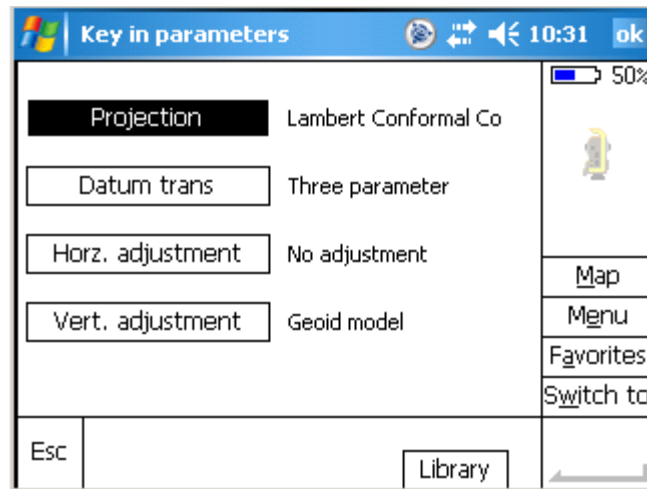 Key in parameters 10:31 ok
50%
Projection Lambert Conformal Co
Datum trans Three parameter
Horz. adjustment No adjustment
Vert. adjustment Geoid model
Map
Menu
Favorites
Switch to
Esc
Library